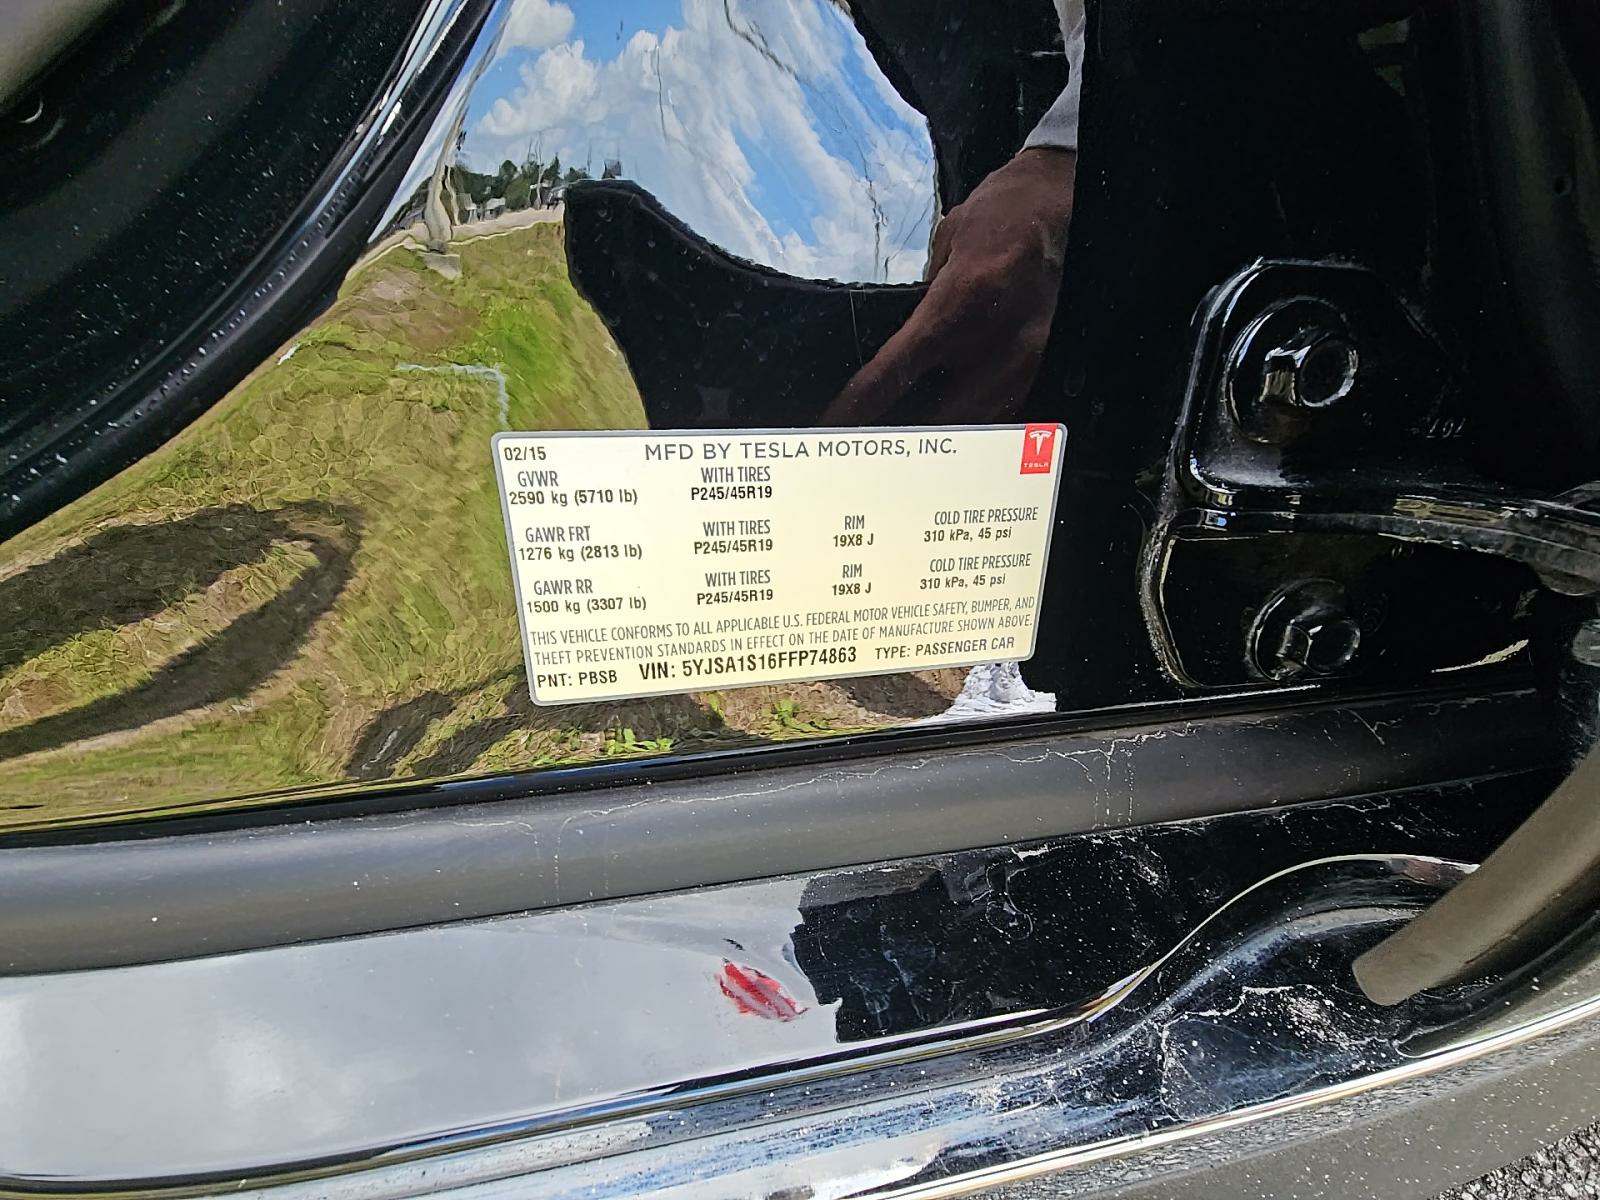 02/15 MFD BY TESLA MOTORS, INC.
TESLA
GVWR WITH TIRES
2590 kg (5710 lb) P245/45R19
GAWR FRT WITH TIRES RIM COLD TIRE PRESSURE
1276 kg (2813 lb) P245/45R19 19X8 J 310 kPa, 45 psi
GAWR RR WITH TIRES RIM COLD TIRE PRESSURE
1500 kg (3307 lb) P245/45R19 19X8 J 310 kPa, 45 psi
THIS VEHICLE CONFORMS TO ALL APPLICABLE U.S. FEDERAL MOTOR VEHICLE SAFETY, BUMPER, AND
THEFT PREVENTION STANDARDS IN EFFECT ON THE DATE OF MANUFACTURE SHOWN ABOVE.
PNT: PBSB VIN: 5YJSA1S16FFP74863 TYPE: PASSENGER CAR